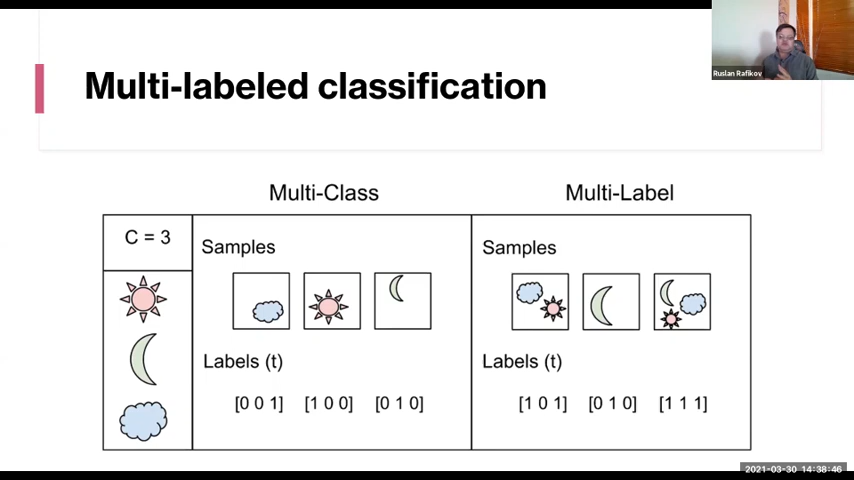 Ruslan Rafikov
Multi-labeled classification
Multi-Class
Multi-Label
C = 3
Samples
Samples
Labels (t)
Labels (t)
[0 0 1] [1 0 0] [0 1 0]
[1 0 1] [0 1 0] [1 1 1]
2021-03-30 14:38:46